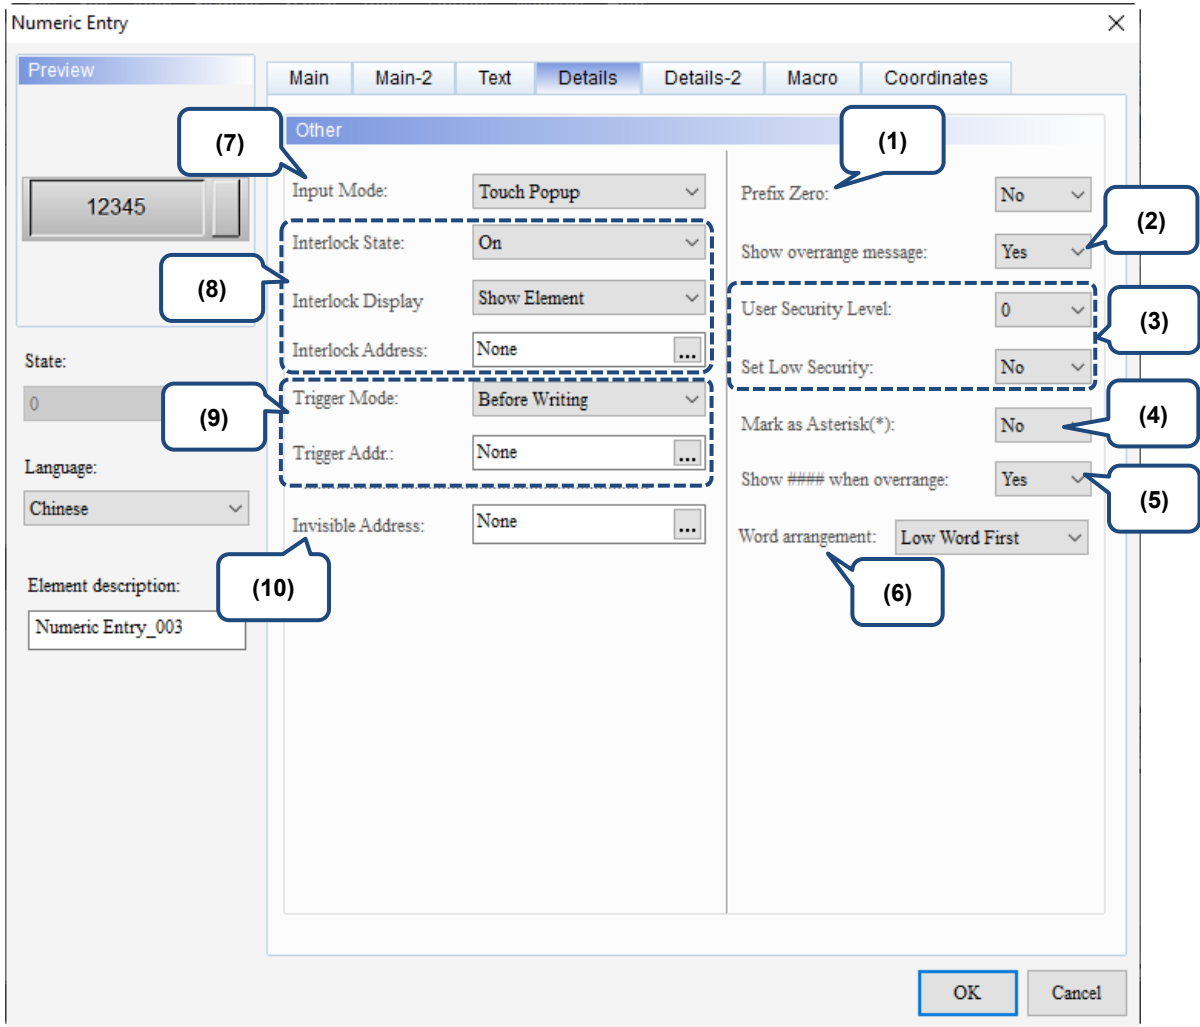 Numeric Entry
Preview
12345
State:
0
Language:
Chinese
Element description:
Numeric Entry_003
Main Main-2 Text Details Details-2 Macro Coordinates
Other
(7)
Input Mode: Touch Popup
(8)
Interlock State: On
Interlock Display Show Element
Interlock Address: None ...
(9)
Trigger Mode: Before Writing
Trigger Addr.: None ...
Invisible Address: None ...
(10)
(1)
Prefix Zero: No
(2)
Show overrange message: Yes
(3)
User Security Level: 0
Set Low Security: No
(4)
Mark as Asterisk(*): No
Show #### when overrange: Yes
(5)
Word arrangement: Low Word First
(6)
OK Cancel